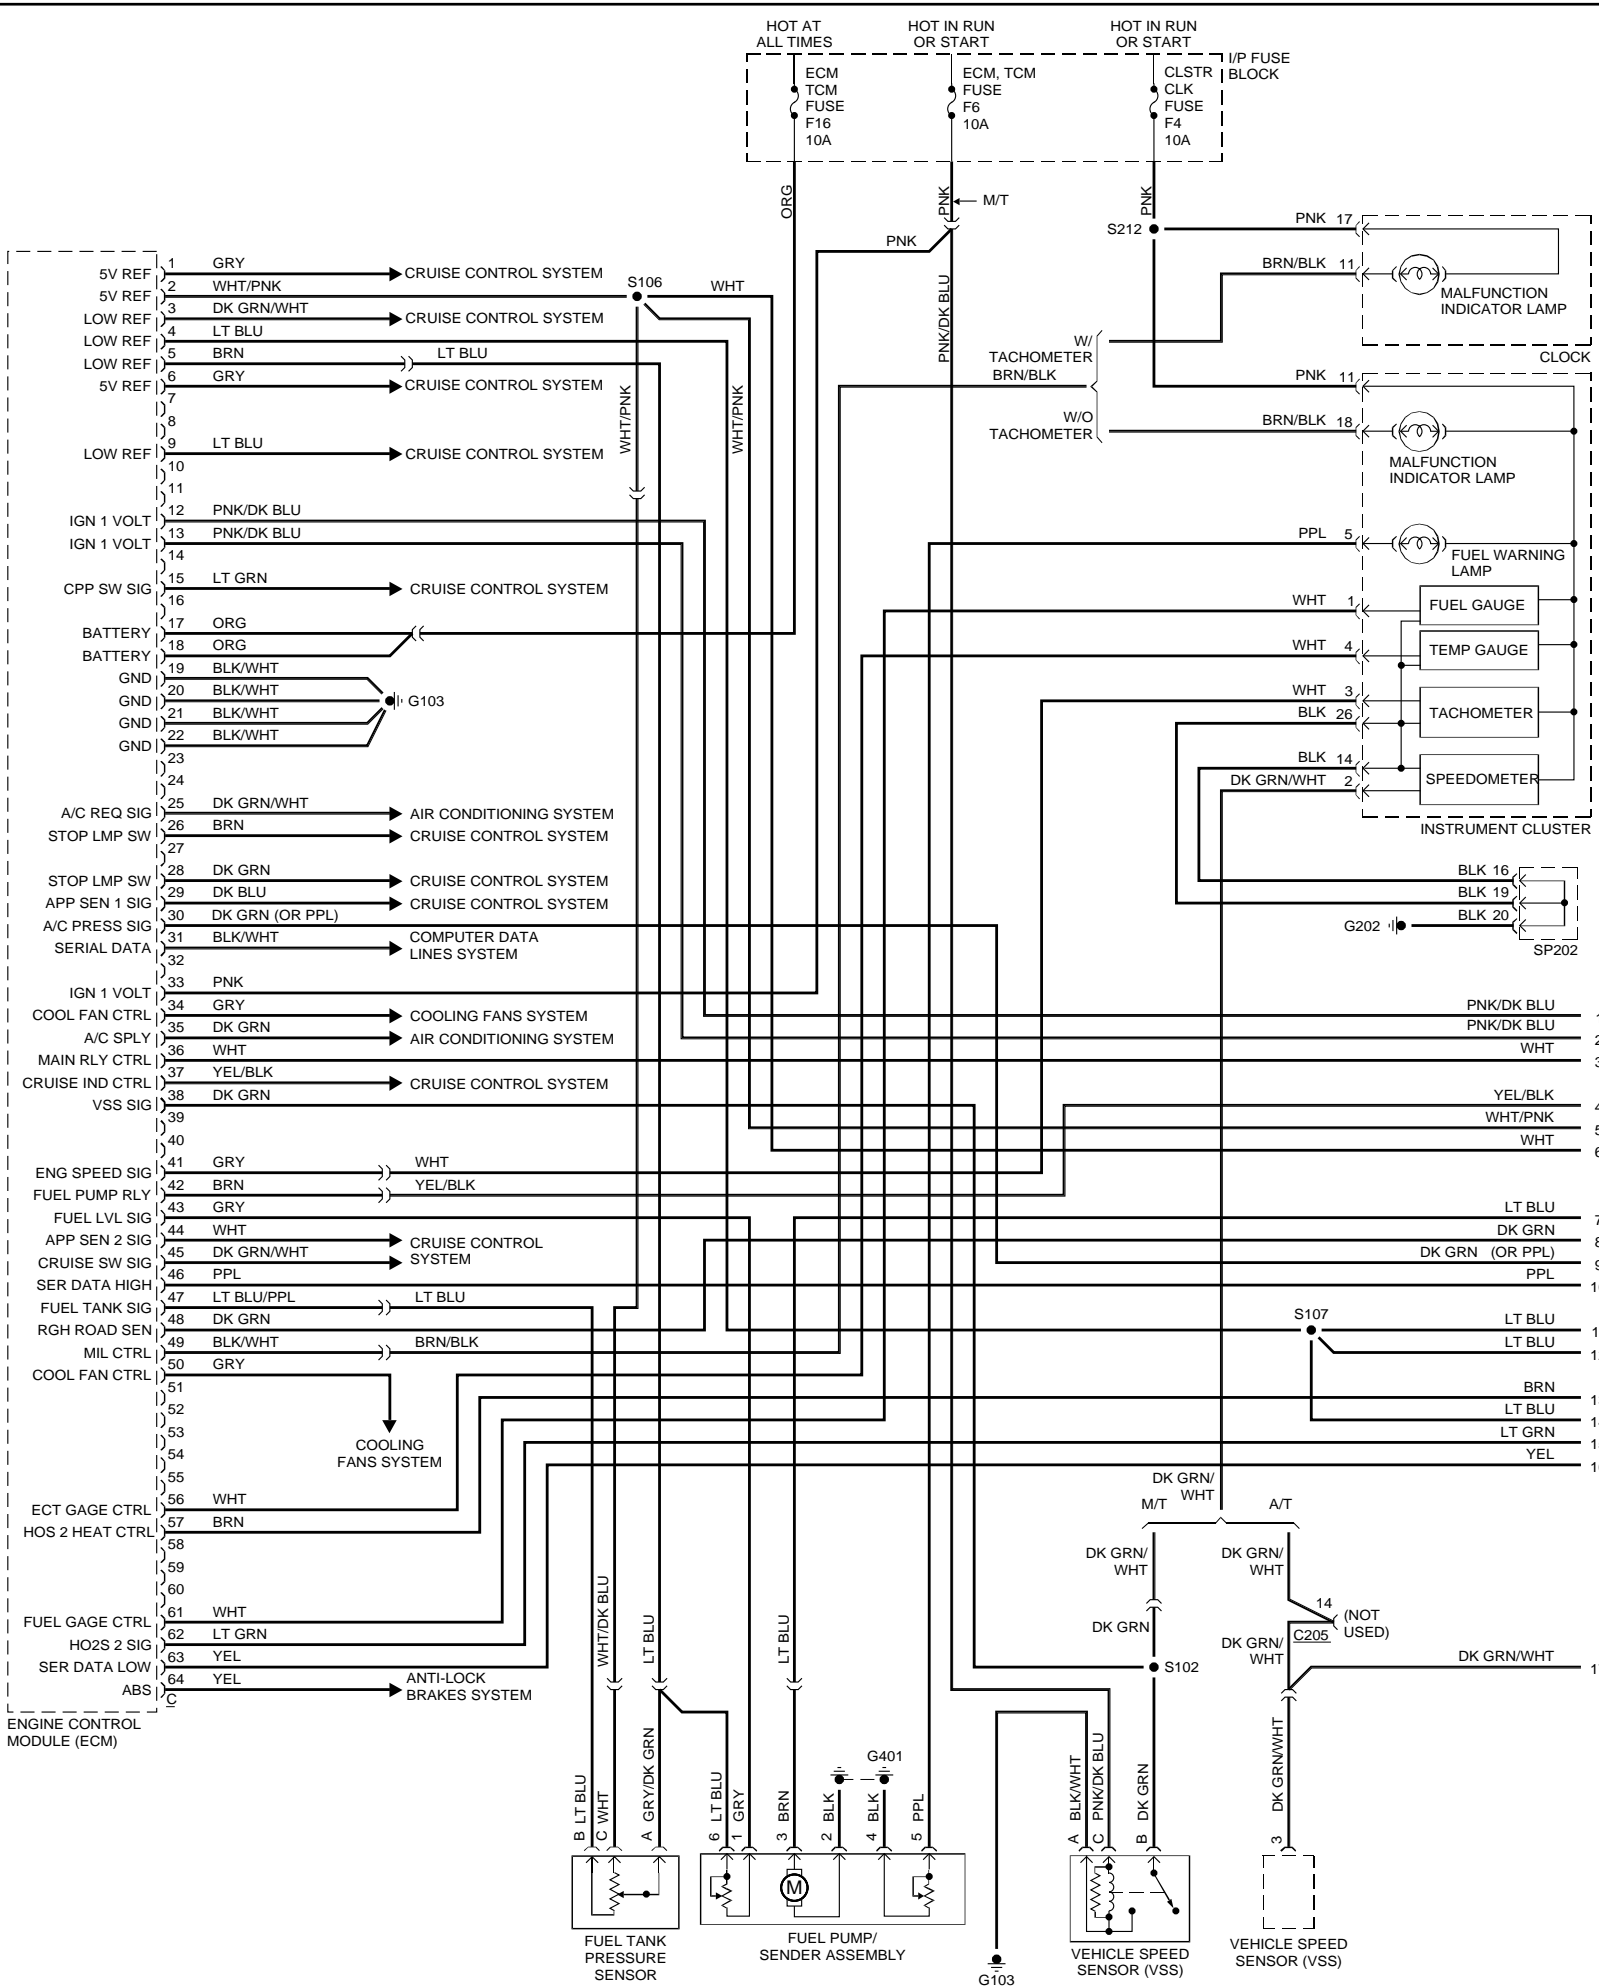 HOT AT
ALL TIMES
HOT IN RUN
OR START
HOT IN RUN
OR START
I/P FUSE
BLOCK
ECM
TCM
FUSE
F16
10A
ECM, TCM
FUSE
F6
10A
CLSTR
CLK
FUSE
F4
10A
ORG
PNK
M/T
PNK
PNK
PNK/DK BLU
S212
PNK 17
BRN/BLK 11
MALFUNCTION
INDICATOR LAMP
CLOCK
W/
TACHOMETER
BRN/BLK
W/O
TACHOMETER
PNK 11
BRN/BLK 18
MALFUNCTION
INDICATOR LAMP
PPL 5
FUEL WARNING
LAMP
WHT 1
FUEL GAUGE
WHT 4
TEMP GAUGE
WHT 3
BLK 26
TACHOMETER
BLK 14
DK GRN/WHT 2
SPEEDOMETER
INSTRUMENT CLUSTER
BLK 16
BLK 19
BLK 20
G202
SP202
5V REF 1 GRY CRUISE CONTROL SYSTEM
5V REF 2 WHT/PNK S106 WHT
LOW REF 3 DK GRN/WHT CRUISE CONTROL SYSTEM
LOW REF 4 LT BLU
LOW REF 5 BRN LT BLU
5V REF 6 GRY CRUISE CONTROL SYSTEM
7
8
LOW REF 9 LT BLU CRUISE CONTROL SYSTEM
WHT/PNK
WHT/PNK
10
11
IGN 1 VOLT 12 PNK/DK BLU
IGN 1 VOLT 13 PNK/DK BLU
14
CPP SW SIG 15 LT GRN CRUISE CONTROL SYSTEM
16
BATTERY 17 ORG
BATTERY 18 ORG
GND 19 BLK/WHT
GND 20 BLK/WHT G103
GND 21 BLK/WHT
GND 22 BLK/WHT
23
24
A/C REQ SIG 25 DK GRN/WHT AIR CONDITIONING SYSTEM
STOP LMP SW 26 BRN CRUISE CONTROL SYSTEM
27
STOP LMP SW 28 DK GRN CRUISE CONTROL SYSTEM
APP SEN 1 SIG 29 DK BLU CRUISE CONTROL SYSTEM
A/C PRESS SIG 30 DK GRN (OR PPL)
SERIAL DATA 31 BLK/WHT COMPUTER DATA
LINES SYSTEM
32
IGN 1 VOLT 33 PNK
COOL FAN CTRL 34 GRY COOLING FANS SYSTEM PNK/DK BLU 1
A/C SPLY 35 DK GRN AIR CONDITIONING SYSTEM PNK/DK BLU 2
MAIN RLY CTRL 36 WHT WHT 3
CRUISE IND CTRL 37 YEL/BLK CRUISE CONTROL SYSTEM
VSS SIG 38 DK GRN YEL/BLK 4
39 WHT/PNK 5
40 WHT 6
ENG SPEED SIG 41 GRY WHT
FUEL PUMP RLY 42 BRN YEL/BLK
FUEL LVL SIG 43 GRY LT BLU 7
APP SEN 2 SIG 44 WHT CRUISE CONTROL DK GRN 8
CRUISE SW SIG 45 DK GRN/WHT SYSTEM DK GRN (OR PPL) 9
SER DATA HIGH 46 PPL PPL
FUEL TANK SIG 47 LT BLU/PPL LT BLU
RGH ROAD SEN 48 DK GRN S107 LT BLU
MIL CTRL 49 BLK/WHT BRN/BLK LT BLU
COOL FAN CTRL 50 GRY
51 BRN
52 LT BLU
53 LT GRN
54 YEL
COOLING
FANS SYSTEM
55
ECT GAGE CTRL 56 WHT
HOS 2 HEAT CTRL 57 BRN
58
59
60
FUEL GAGE CTRL 61 WHT
HO2S 2 SIG 62 LT GRN
SER DATA LOW 63 YEL
ABS 64 YEL ANTI-LOCK
BRAKES SYSTEM
C
ENGINE CONTROL
MODULE (ECM)
DK GRN/
WHT
M/T
A/T
DK GRN/
WHT
DK GRN/
WHT
14
(NOT
USED)
C205
DK GRN
DK GRN/
WHT
S102
DK GRN/WHT
WHT/DK BLU
LT BLU
LT BLU
B LT BLU
C WHT
A GRY/DK GRN
6 LT BLU
1 GRY
3 BRN
2 BLK
G401
4 BLK
5 PPL
A BLK/WHT
C PNK/DK BLU
B DK GRN
3 DK GRN/WHT
M
FUEL TANK
PRESSURE
SENSOR
FUEL PUMP/
SENDER ASSEMBLY
G103
VEHICLE SPEED
SENSOR (VSS)
VEHICLE SPEED
SENSOR (VSS)